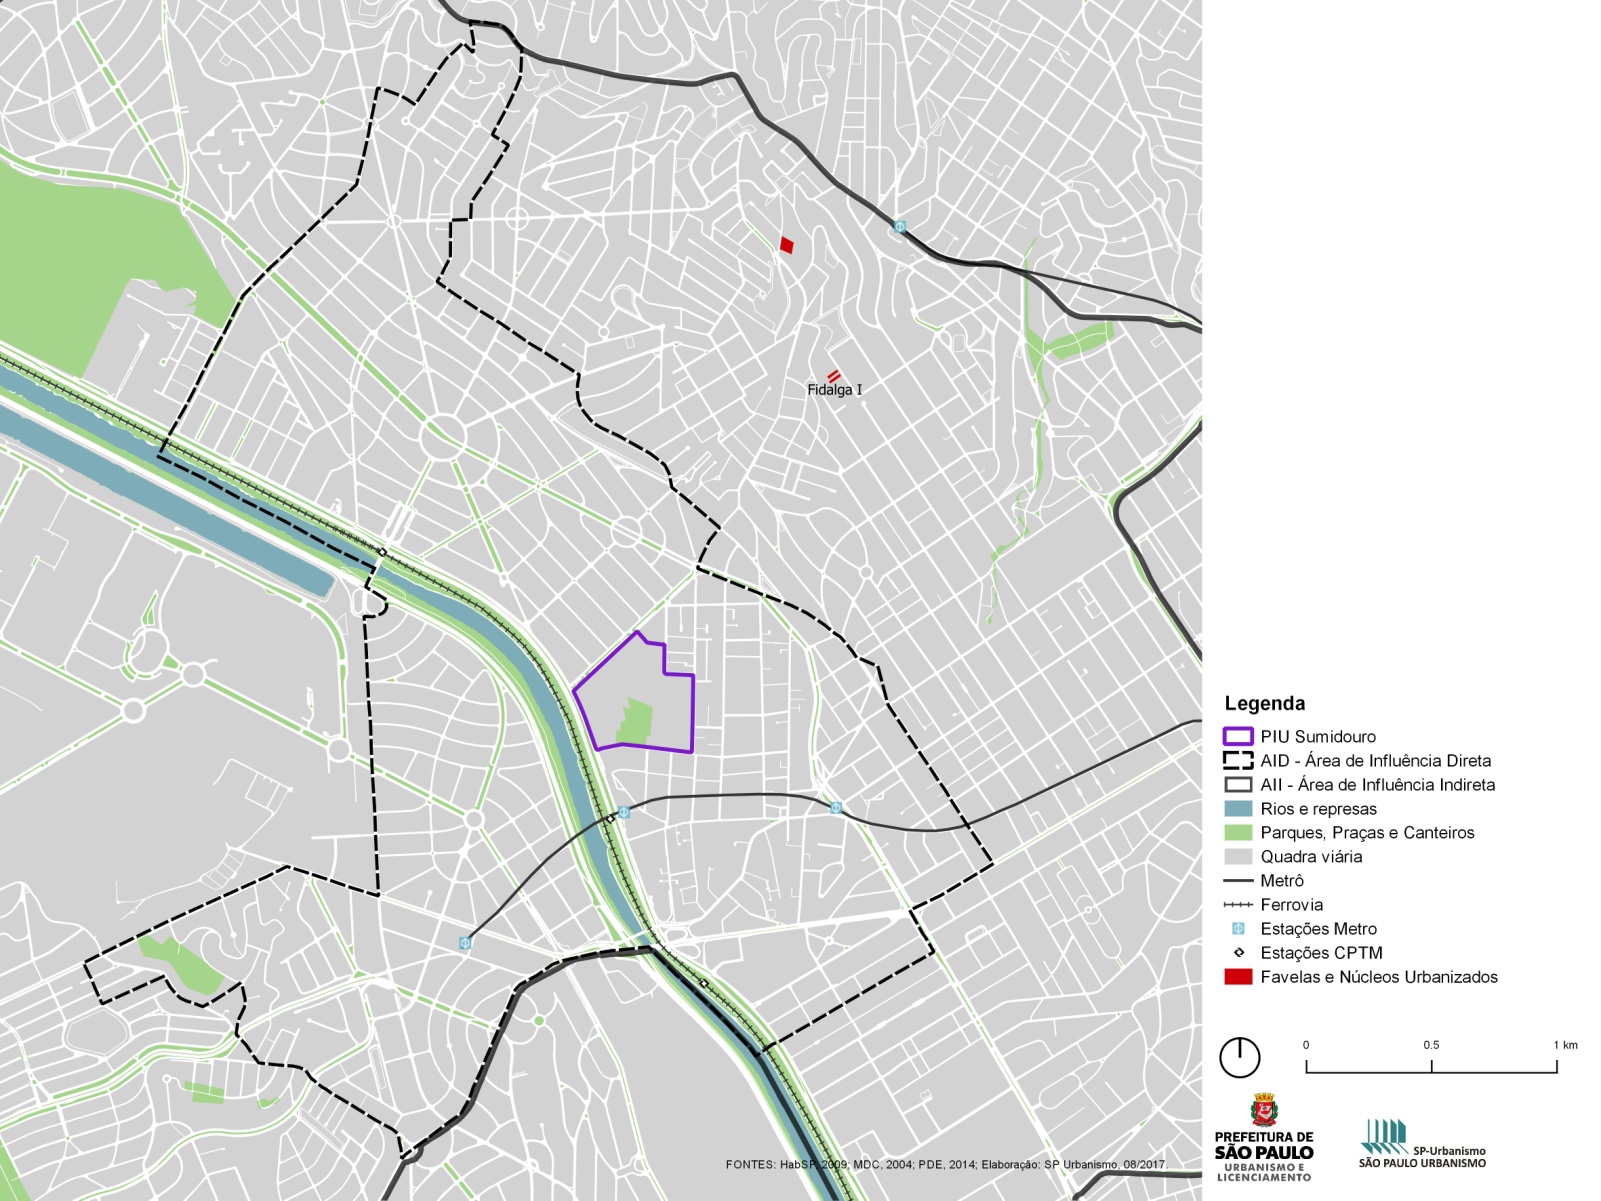 Fidalga I
Legenda
PIU Sumidouro
AID - Área de Influência Direta
AII - Área de Influência Indireta
Rios e represas
Parques, Praças e Canteiros
Quadra viária
Metrô
Ferrovia
Estações Metro
Estações CPTM
Favelas e Núcleos Urbanizados
0 0.5 1 km
PREFEITURA DE
SÃO PAULO
URBANISMO E
LICENCIAMENTO
SP-Urbanismo
SÃO PAULO URBANISMO
FONTES: HabSP, 2009; MDC, 2004; PDE, 2014; Elaboração: SP Urbanismo, 08/2017.